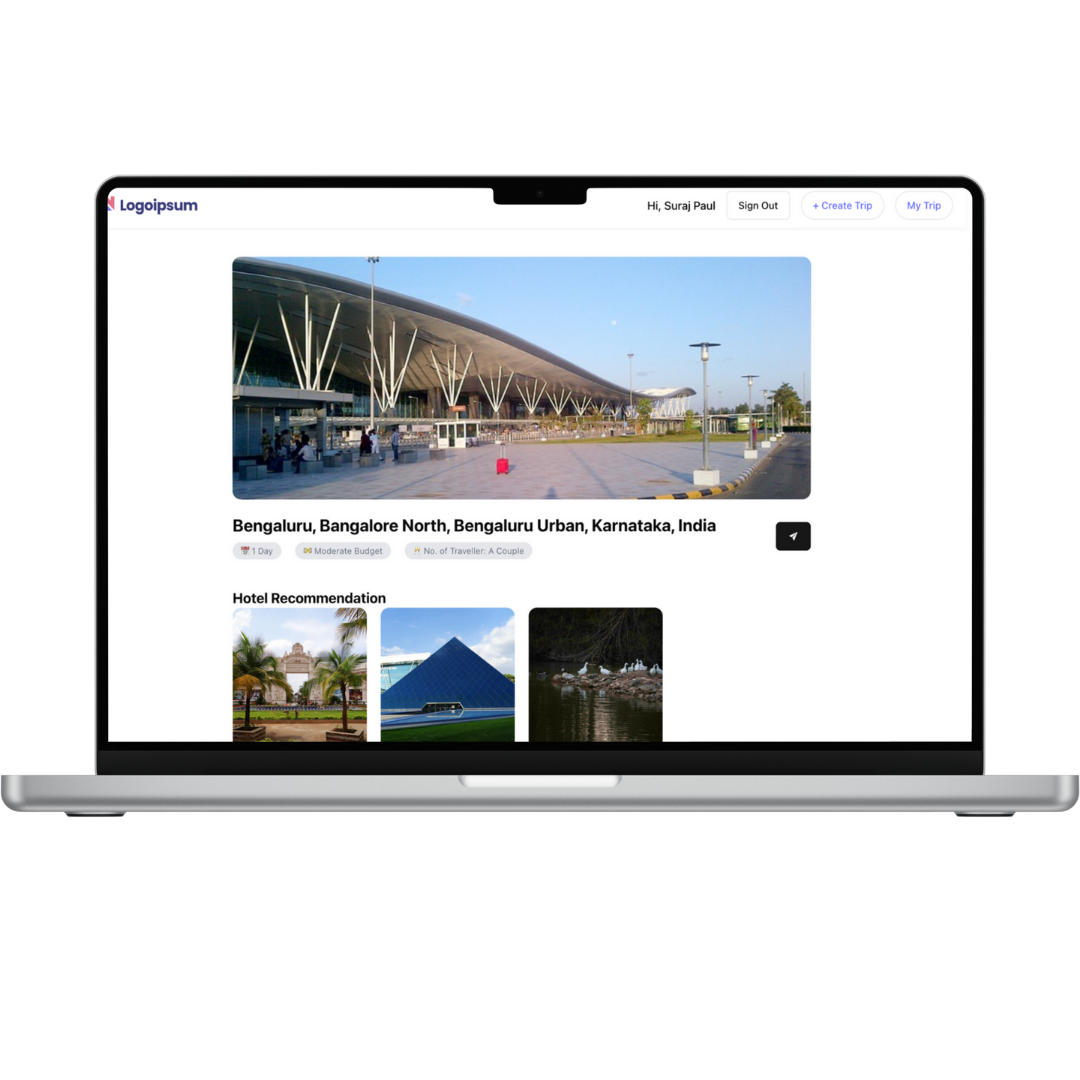 Logoipsum
Hi, Suraj Paul
Sign Out
+ Create Trip
My Trip
Bengaluru, Bangalore North, Bengaluru Urban, Karnataka, India
1 Day
Moderate Budget
No. of Traveller: A Couple
Hotel Recommendation